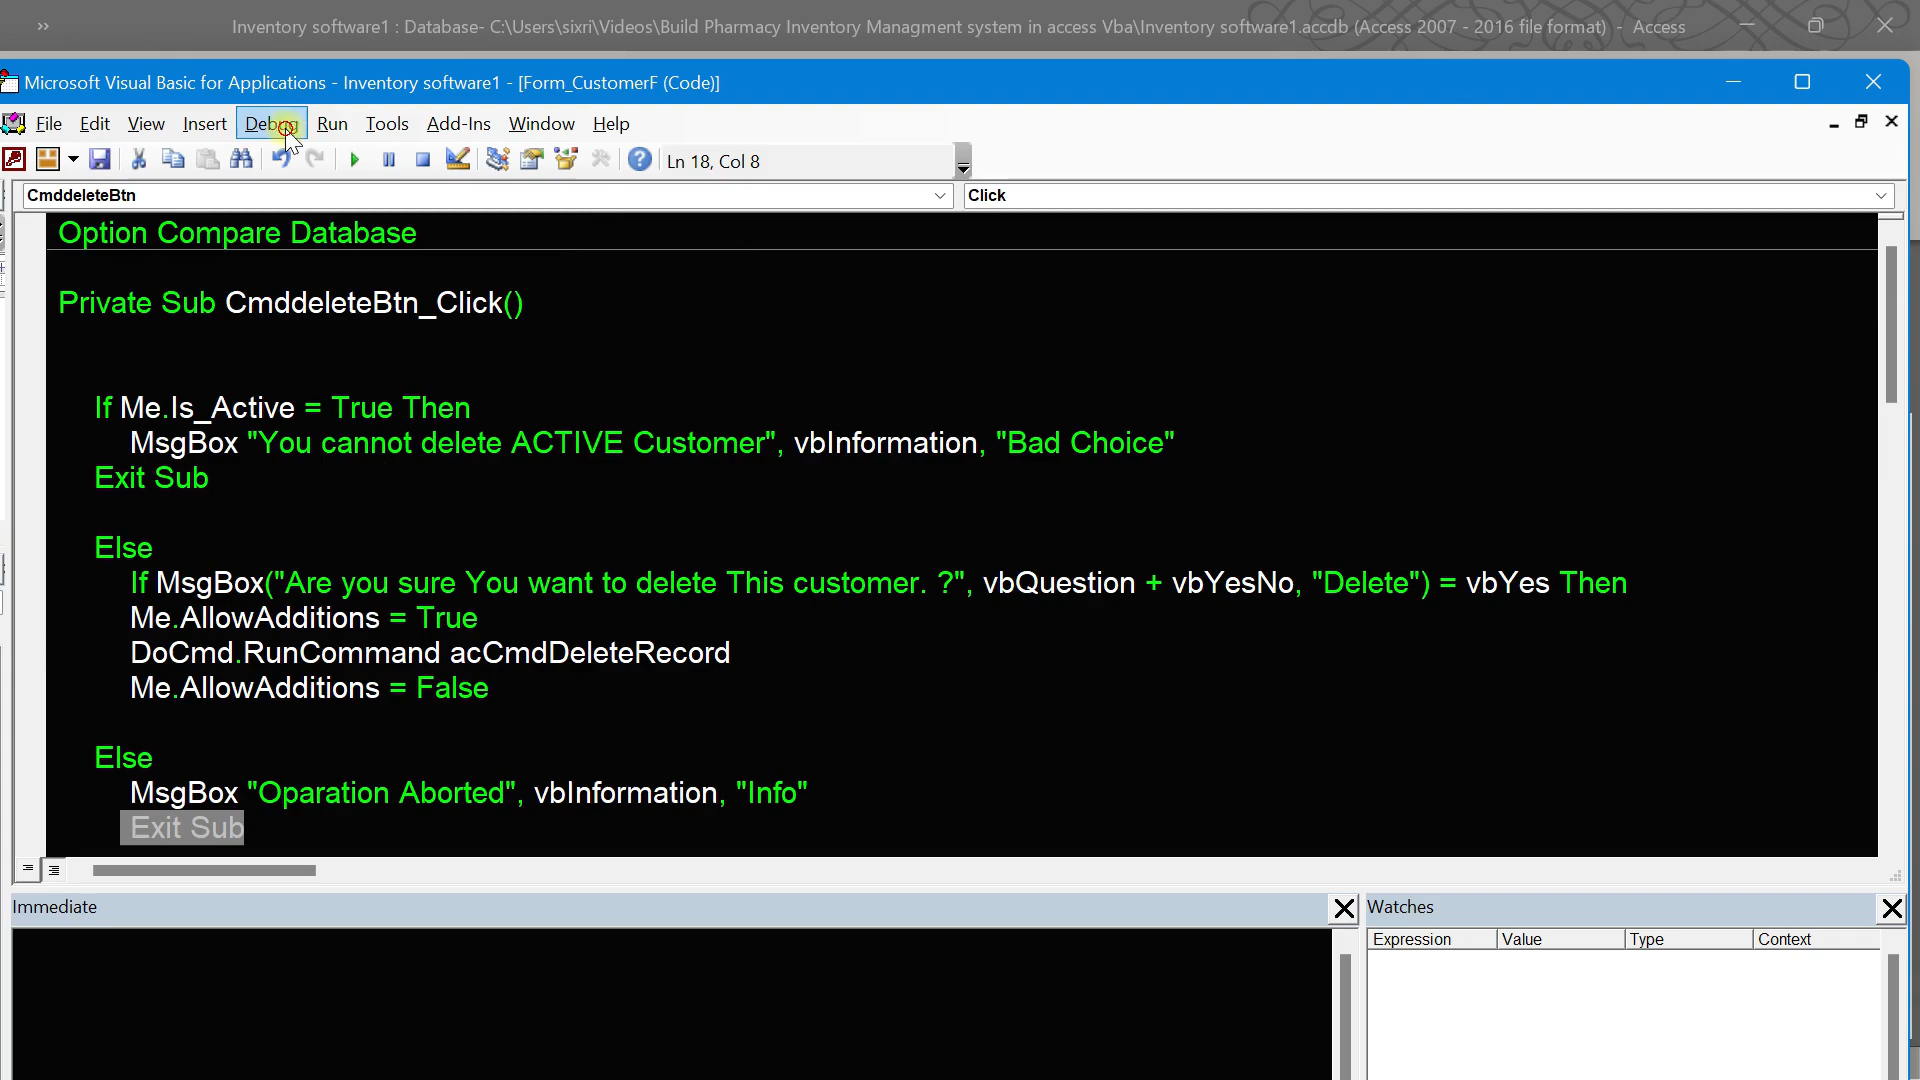 Inventory software1 : Database- C:\Users\sixri\Videos\Build Pharmacy Inventory Managment system in access Vba\Inventory software1.accdb (Access 2007 - 2016 file format) - Access
Microsoft Visual Basic for Applications - Inventory software1 - [Form_CustomerF (Code)]
File Edit View Insert Debug Run Tools Add-Ins Window Help
Ln 18, Col 8
CmddeleteBtn Click
Option Compare Database
Private Sub CmddeleteBtn_Click()
If Me.Is_Active = True Then
MsgBox "You cannot delete ACTIVE Customer", vbInformation, "Bad Choice"
Exit Sub
Else
If MsgBox("Are you sure You want to delete This customer. ?", vbQuestion + vbYesNo, "Delete") = vbYes Then
Me.AllowAdditions = True
DoCmd.RunCommand acCmdDeleteRecord
Me.AllowAdditions = False
Else
MsgBox "Oparation Aborted", vbInformation, "Info"
Exit Sub
Immediate
Watches
Expression Value Type Context